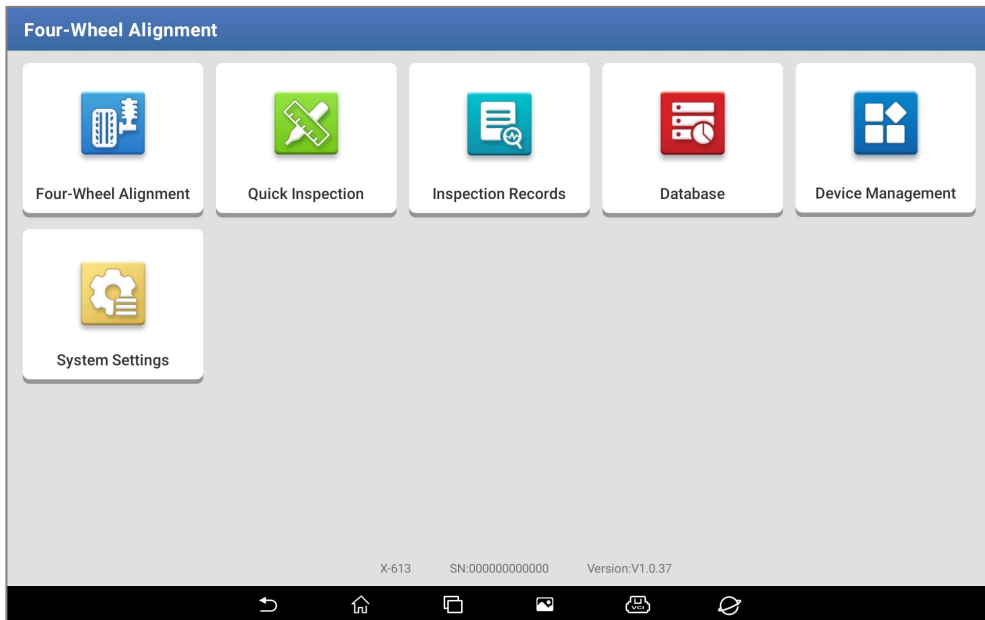 Four-Wheel Alignment
Four-Wheel Alignment
Quick Inspection
Inspection Records
Database
Device Management
System Settings
X-613 SN:000000000000 Version:V1.0.37
VCI